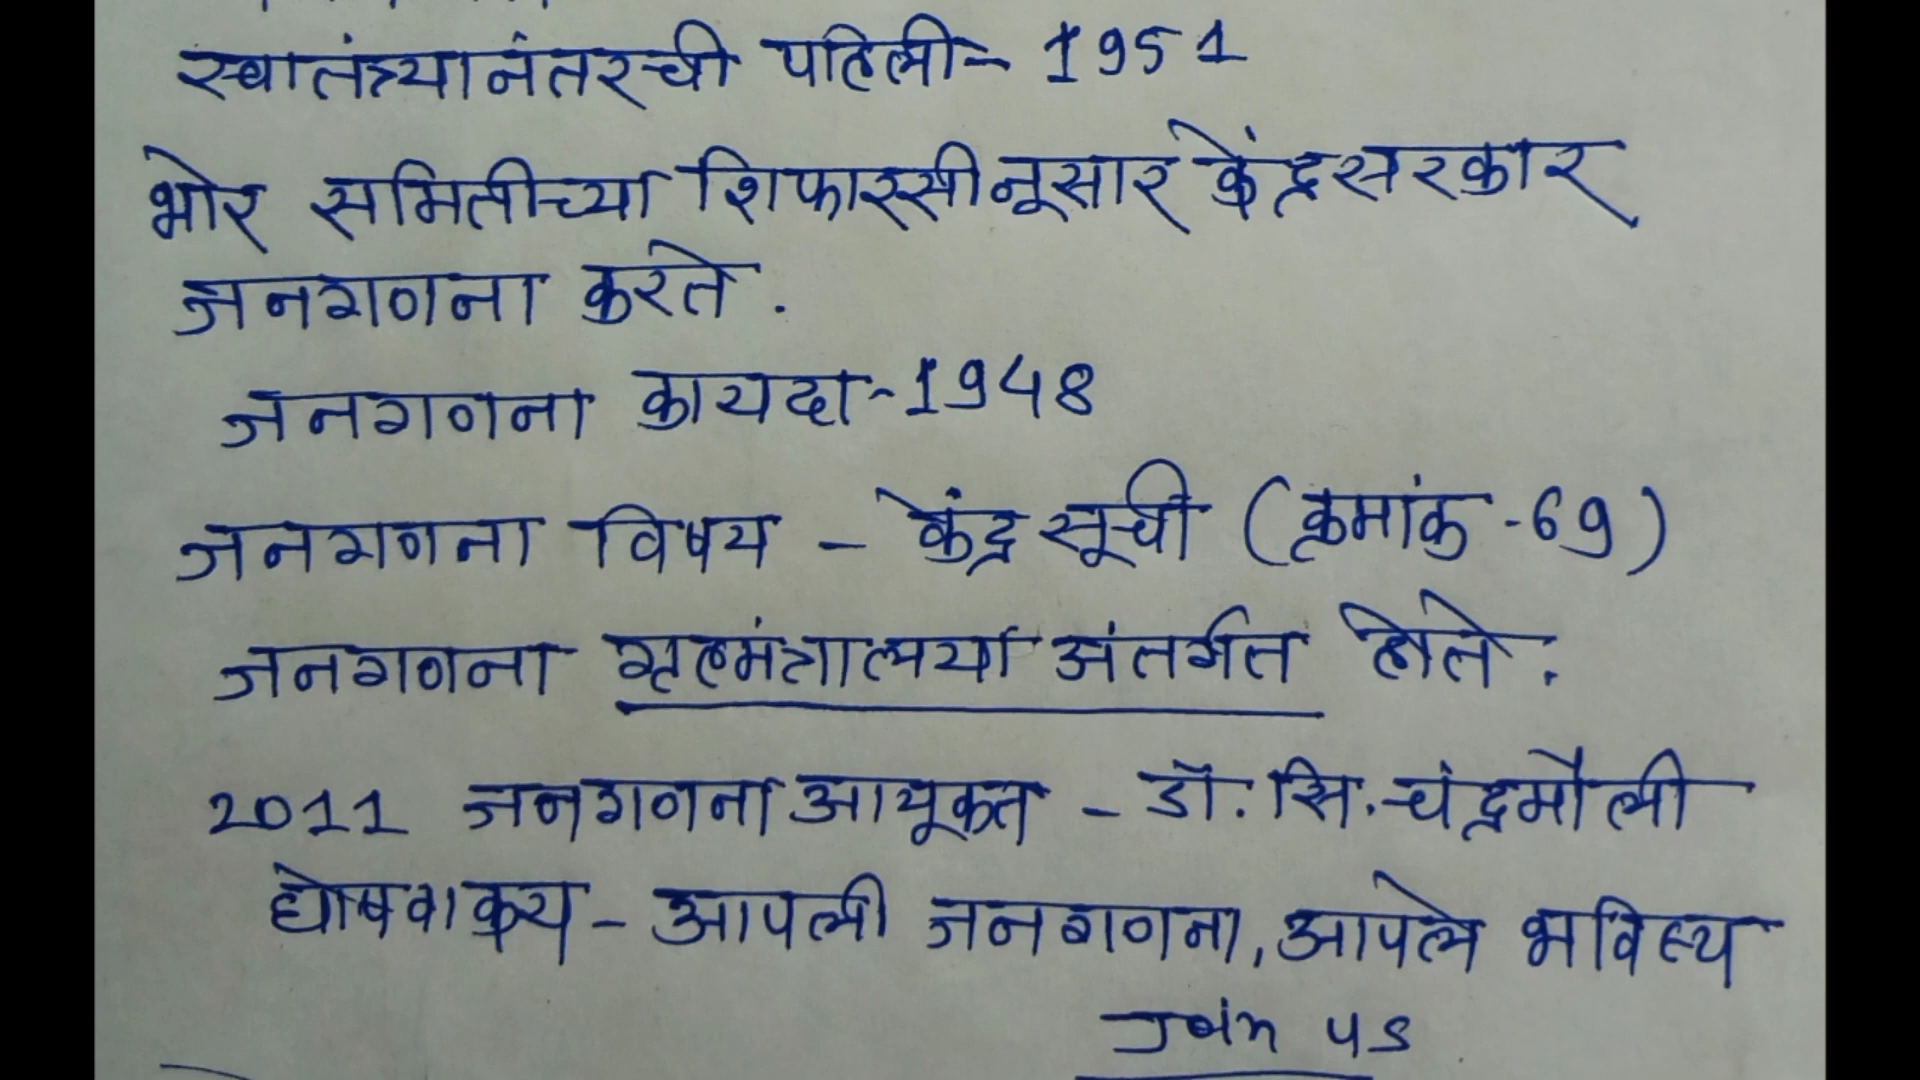 स्वातंत्र्यानंतरची पहिली - 1951
भोर समितीच्या शिफारसीनूसार केंद्रसरकार
जनगणना करते.
जनगणना कायदा - 1948
जनगणना विषय - केंद्र सूची (क्रमांक - 69)
जनगणना गृहमंत्रालया अंतर्गत होते.
2011 जनगणना आयूक्त - डॉ. सि. चंद्रमौली
घोषवाक्य - आपली जनगणना, आपले भविष्य
Join us